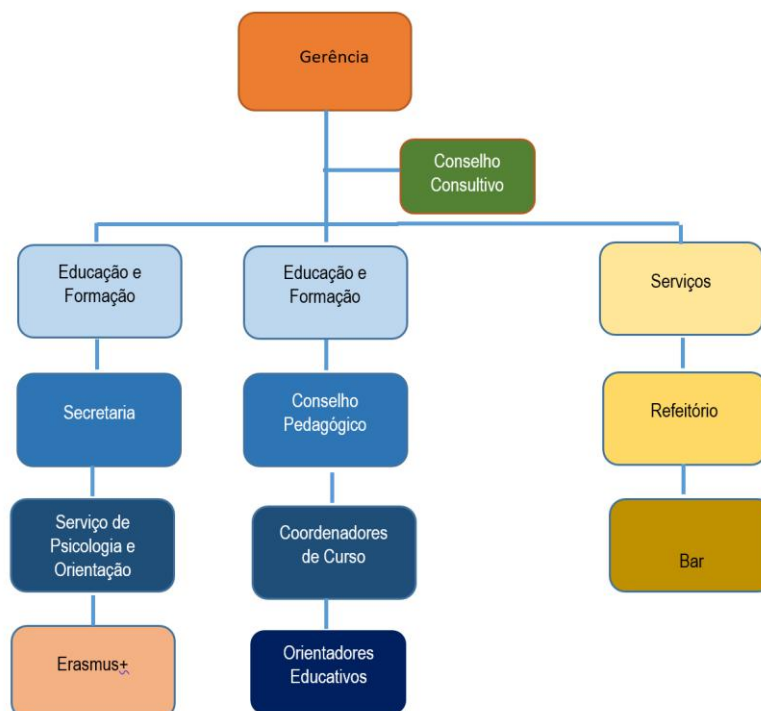 Gerência
Conselho
Consultivo
Educação e
Formação
Educação e
Formação
Serviços
Secretaria
Conselho
Pedagógico
Refeitório
Serviço de
Psicologia e
Orientação
Coordenadores
de Curso
Bar
Erasmus+
Orientadores
Educativos